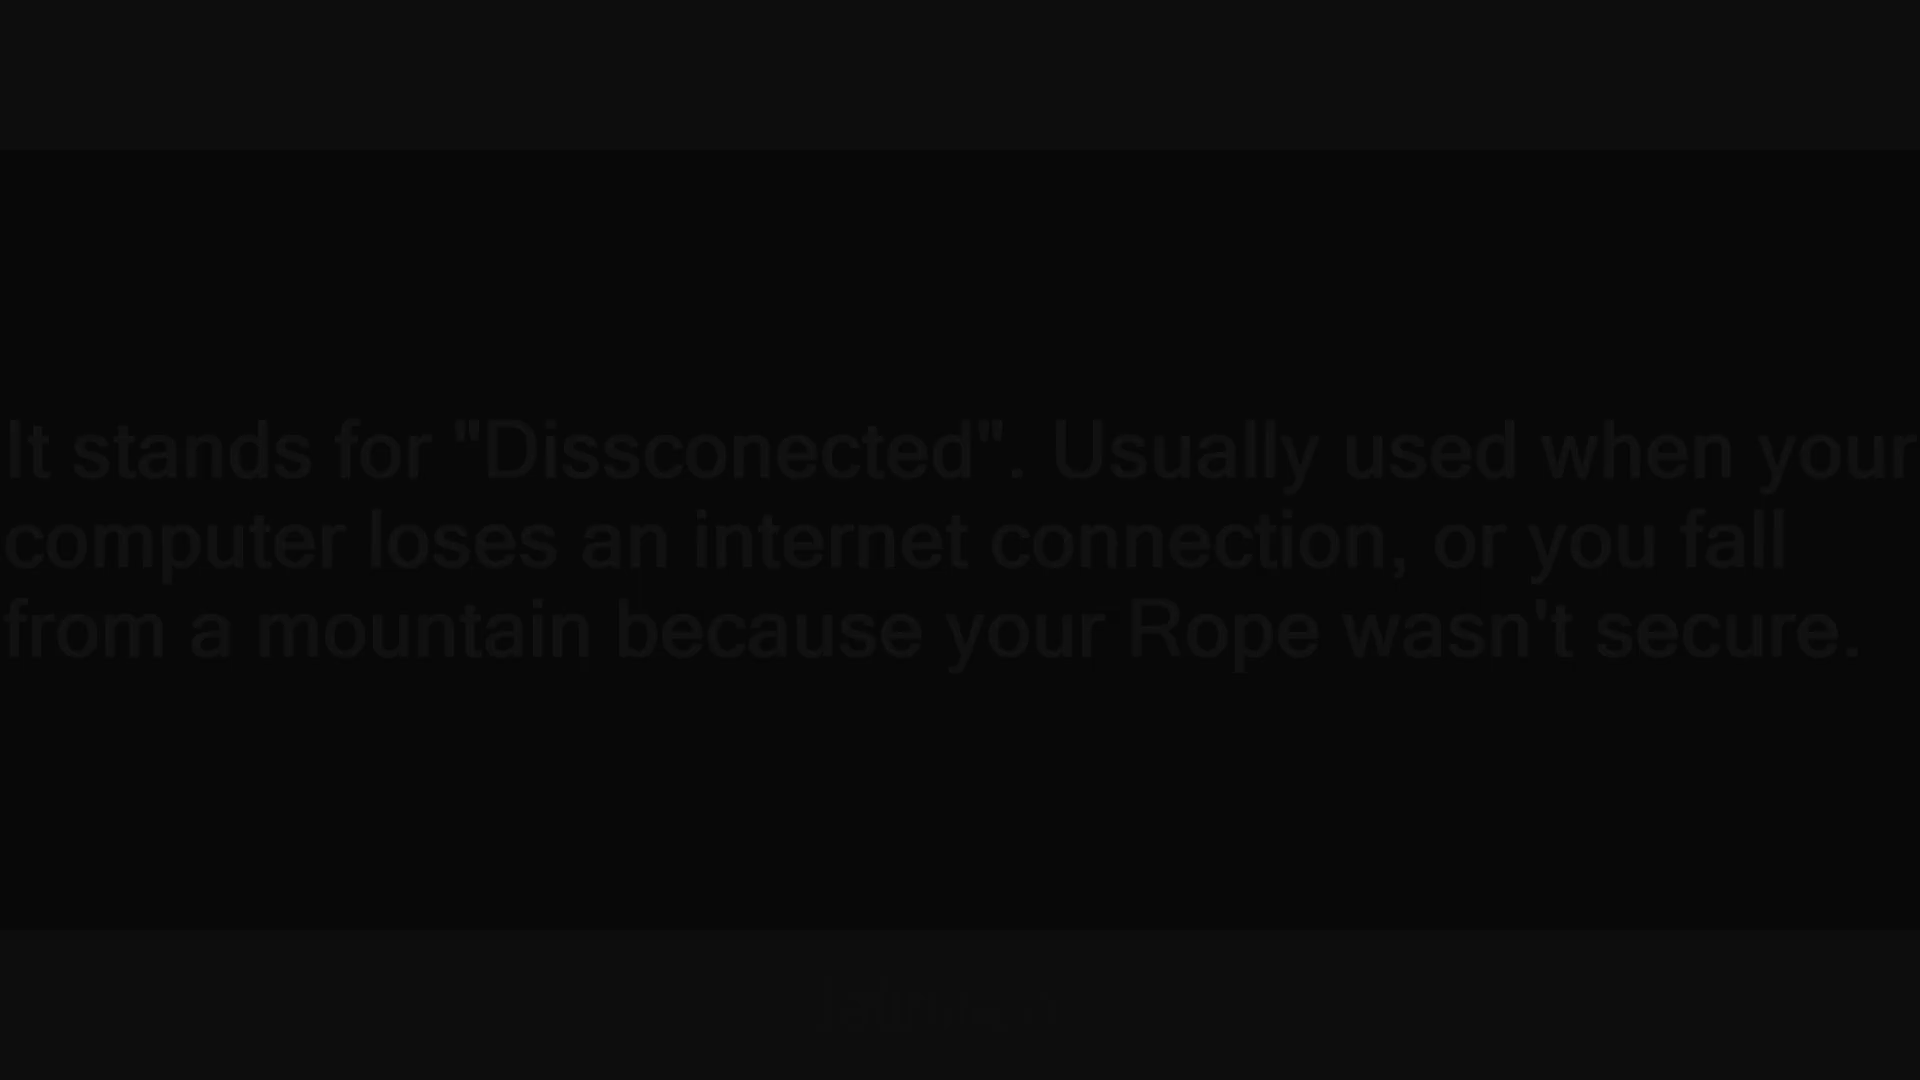 It stands for "Dissconected". Usually used when your
computer loses an internet connection, or you fall
from a mountain because your Rope wasn't secure.